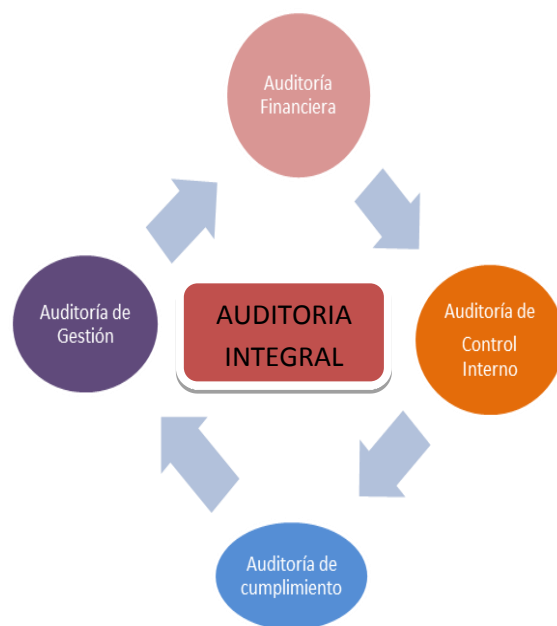 Auditoría
Financiera
Auditoría de
Gestión
AUDITORIA
INTEGRAL
Auditoría de
Control
Interno
Auditoría de
cumplimiento